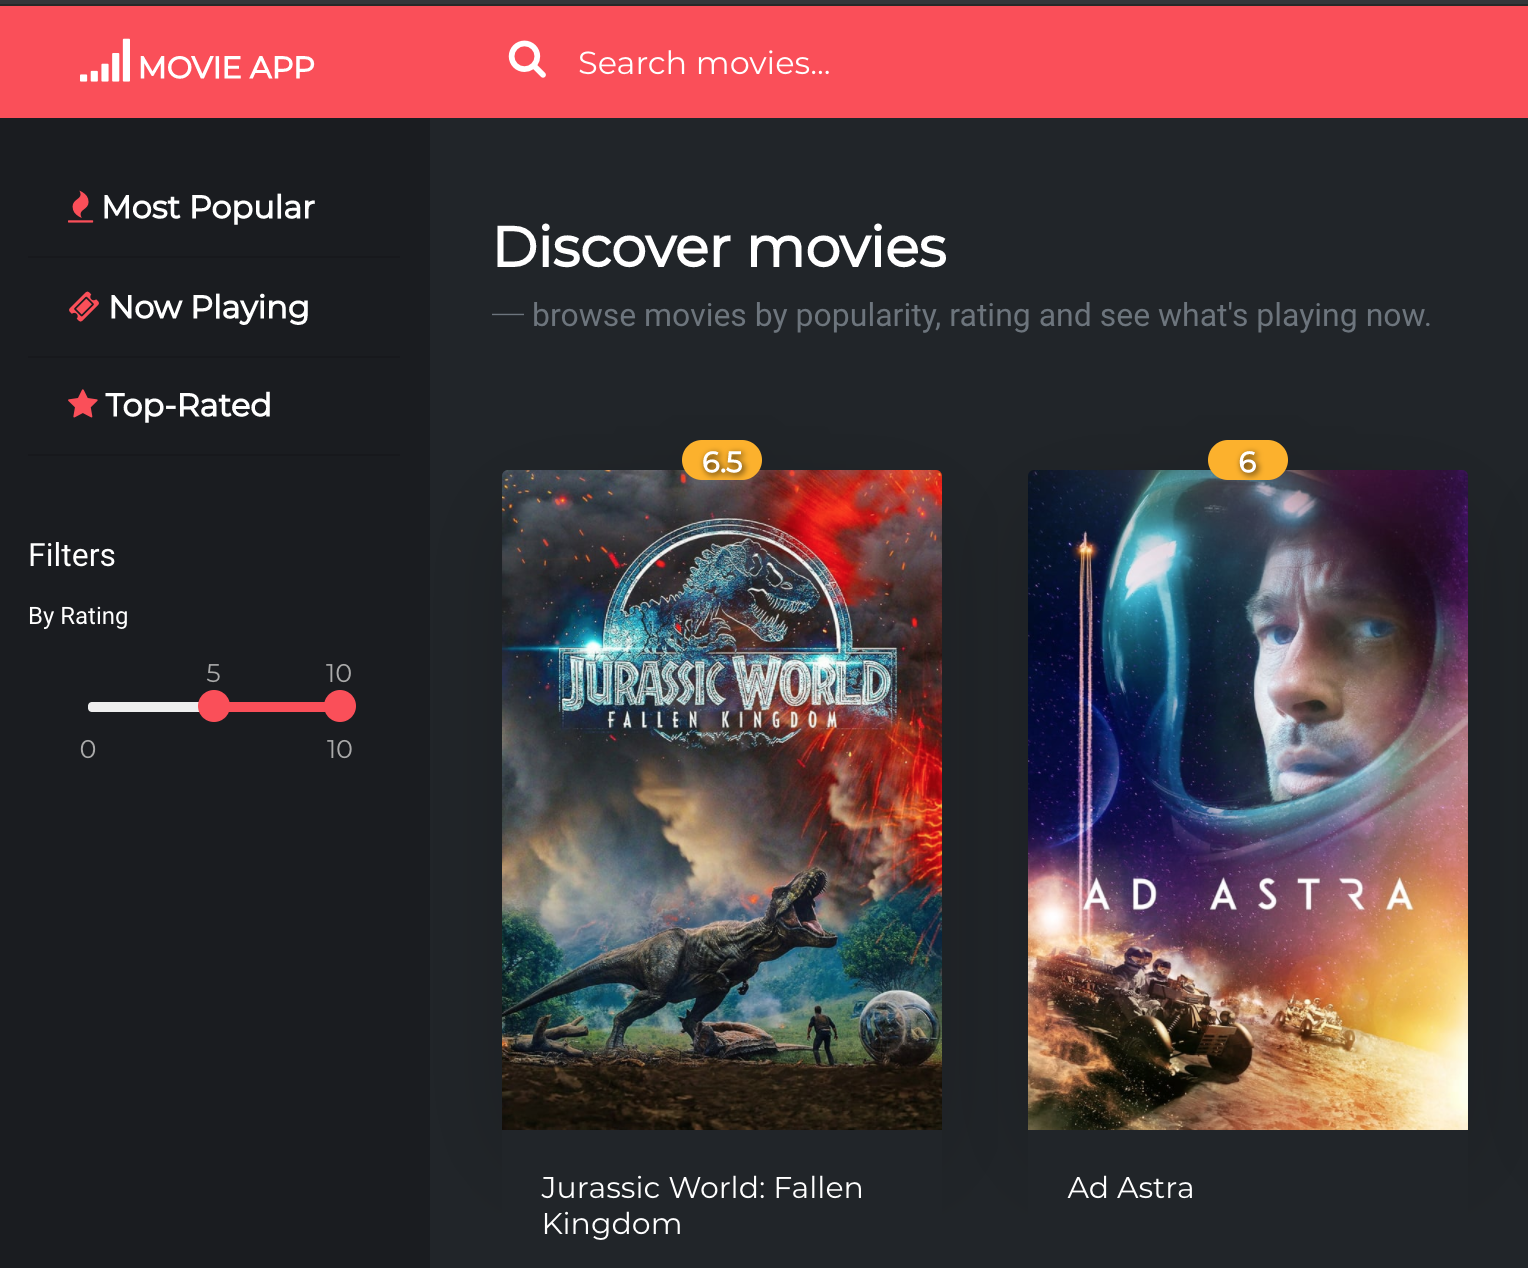 MOVIE APP
Search movies...
Most Popular
Now Playing
Top-Rated
Filters
By Rating
5 10
0 10
Discover movies
— browse movies by popularity, rating and see what's playing now.
6.5
JURASSIC WORLD
FALLEN KINGDOM
Jurassic World: Fallen
Kingdom
6
AD ASTRA
Ad Astra